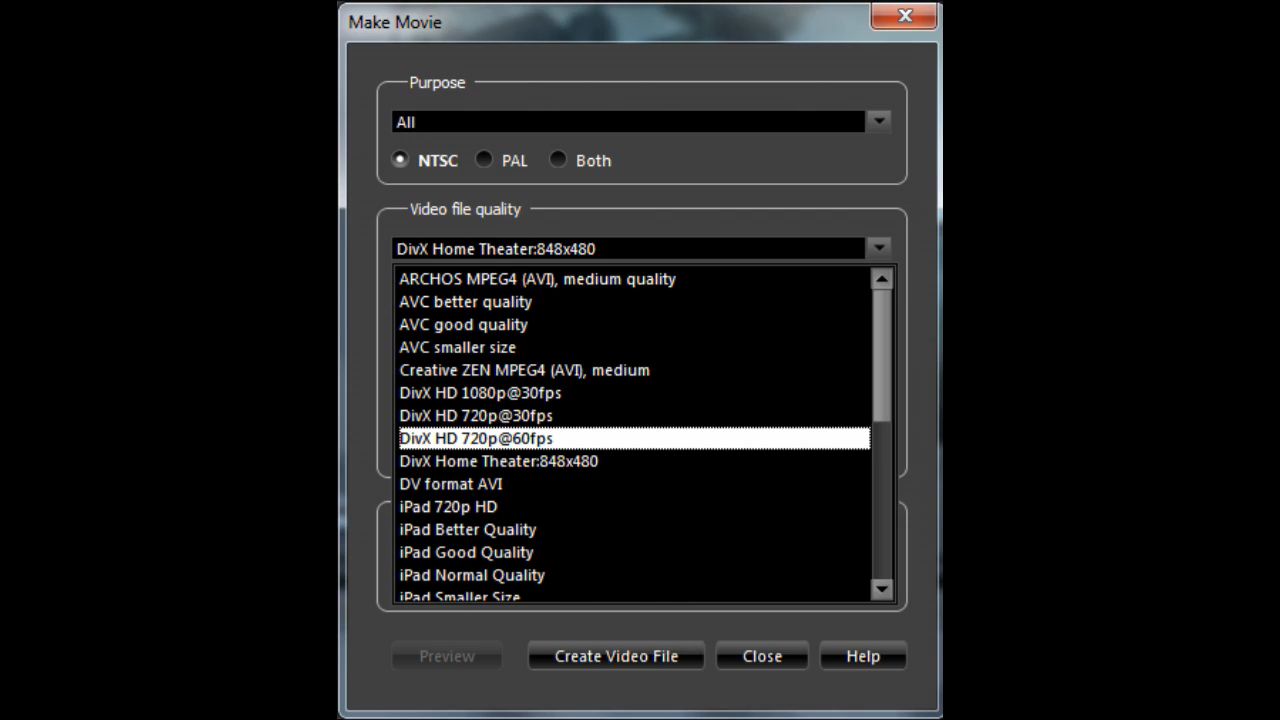 Make Movie
Purpose
All
NTSC PAL Both
Video file quality
DivX Home Theater:848x480
ARCHOS MPEG4 (AVI), medium quality
AVC better quality
AVC good quality
AVC smaller size
Creative ZEN MPEG4 (AVI), medium
DivX HD 1080p@30fps
DivX HD 720p@30fps
DivX HD 720p@60fps
DivX Home Theater:848x480
DV format AVI
iPad 720p HD
iPad Better Quality
iPad Good Quality
iPad Normal Quality
iPad Smaller Size
Preview Create Video File Close Help